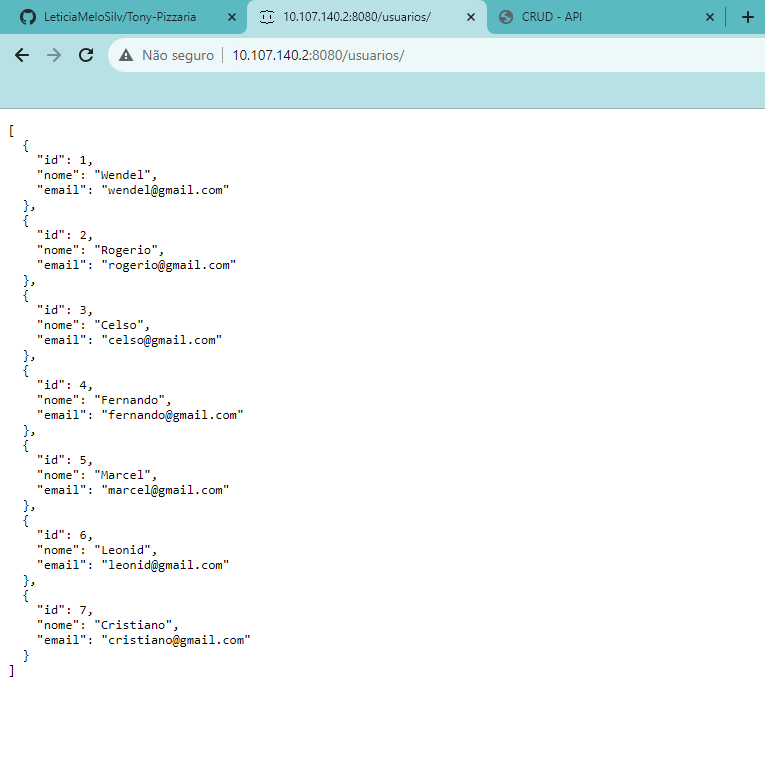 LeticiaMeloSilv/Tony-Pizzaria
10.107.140.2:8080/usuarios/
CRUD - API
Não seguro
10.107.140.2:8080/usuarios/
[
  {
    "id": 1,
    "nome": "Wendel",
    "email": "wendel@gmail.com"
  },
  {
    "id": 2,
    "nome": "Rogerio",
    "email": "rogerio@gmail.com"
  },
  {
    "id": 3,
    "nome": "Celso",
    "email": "celso@gmail.com"
  },
  {
    "id": 4,
    "nome": "Fernando",
    "email": "fernando@gmail.com"
  },
  {
    "id": 5,
    "nome": "Marcel",
    "email": "marcel@gmail.com"
  },
  {
    "id": 6,
    "nome": "Leonid",
    "email": "leonid@gmail.com"
  },
  {
    "id": 7,
    "nome": "Cristiano",
    "email": "cristiano@gmail.com"
  }
]